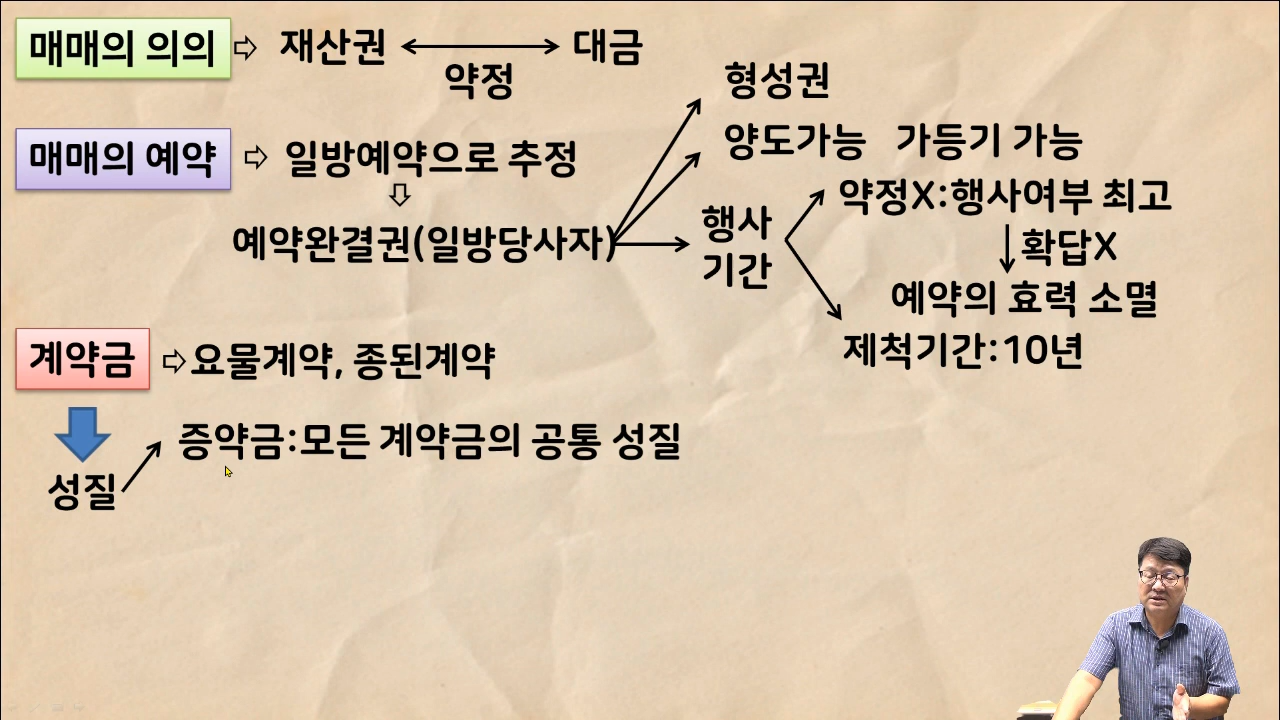 매매의 의의 ⇨ 재산권 ↔ 대금
약정
매매의 예약 ⇨ 일방예약으로 추정
예약완결권(일방당사자)
형성권
양도가능 가등기 가능
행사
기간
약정X:행사여부 최고
확답X
예약의 효력 소멸
제척기간:10년
계약금 ⇨요물계약, 종된계약
성질
증약금:모든 계약금의 공통 성질